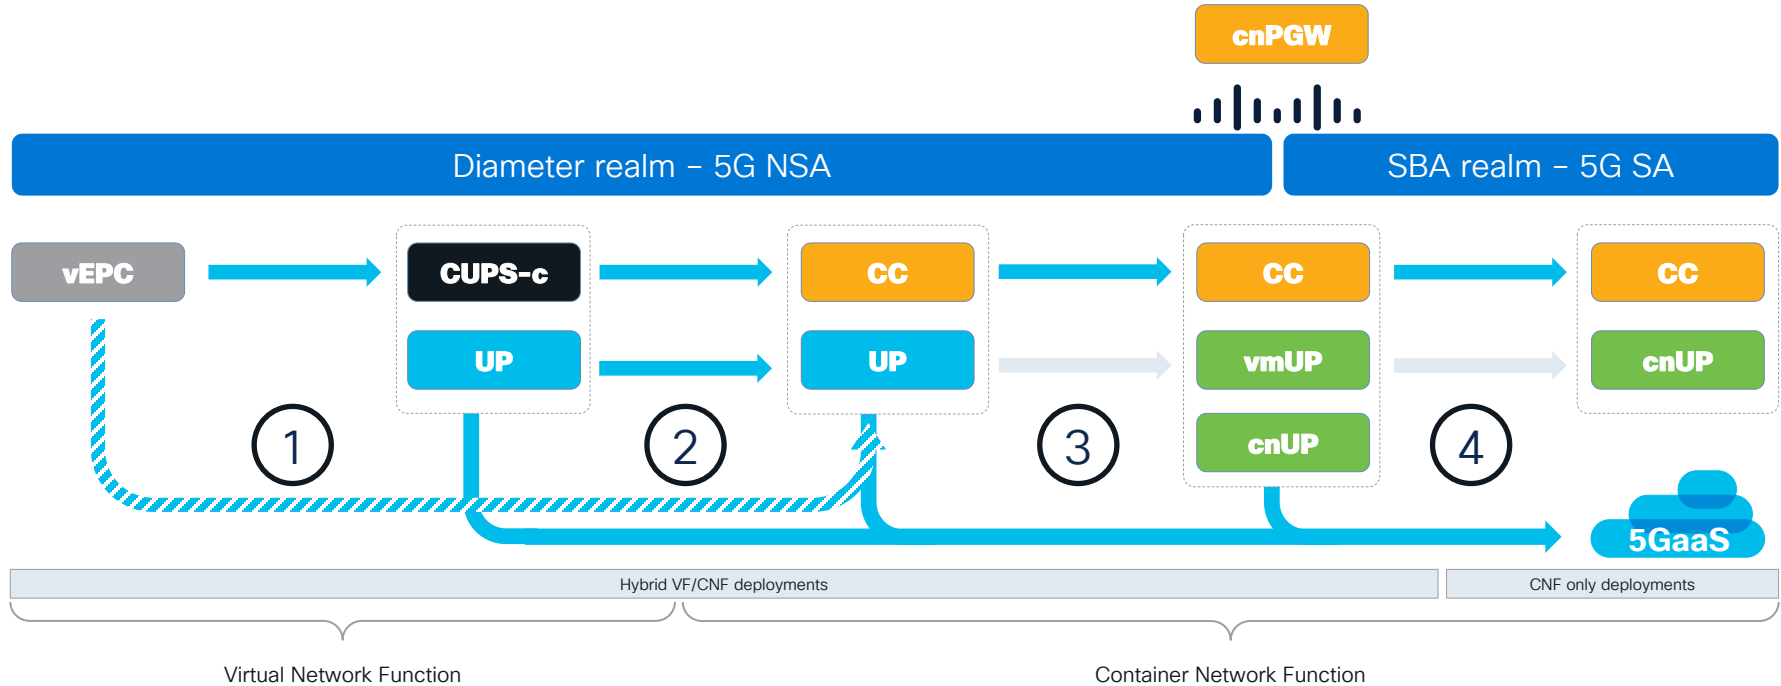 cnPGW
Diameter realm – 5G NSA
SBA realm – 5G SA
vEPC
CUPS-c
CC
CC
CC
UP
UP
vmUP
cnUP
1
2
3
cnUP
4
5GaaS
Hybrid VF/CNF deployments
CNF only deployments
Virtual Network Function
Container Network Function